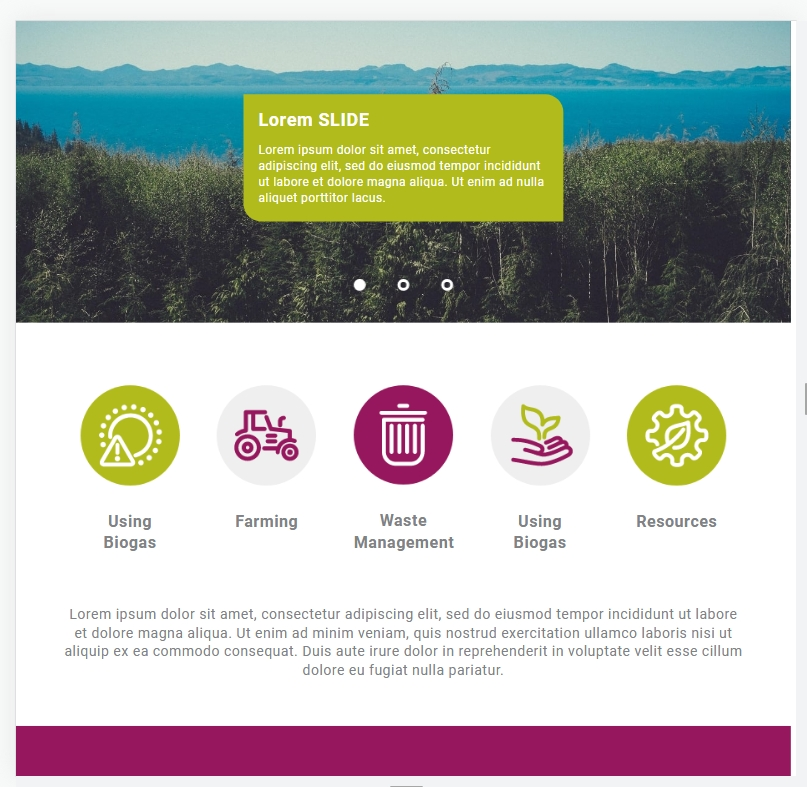 Lorem SLIDE
Lorem ipsum dolor sit amet, consectetur
adipiscing elit, sed do eiusmod tempor incididunt
ut labore et dolore magna aliqua. Ut enim ad nulla
aliquet porttitor lacus.
Using
Biogas
Farming
Waste
Management
Using
Biogas
Resources
Lorem ipsum dolor sit amet, consectetur adipiscing elit, sed do eiusmod tempor incididunt ut labore
et dolore magna aliqua. Ut enim ad minim veniam, quis nostrud exercitation ullamco laboris nisi ut
aliquip ex ea commodo consequat. Duis aute irure dolor in reprehenderit in voluptate velit esse cillum
dolore eu fugiat nulla pariatur.